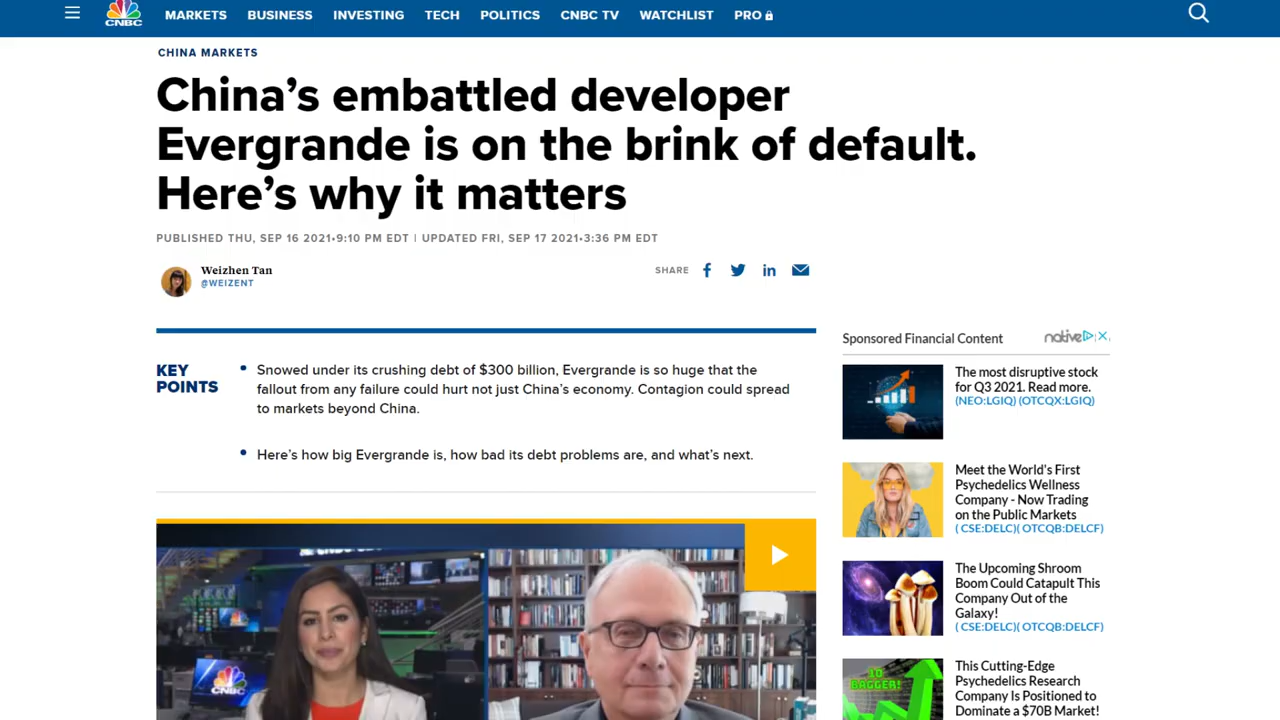 CNBC
MARKETS BUSINESS INVESTING TECH POLITICS CNBC TV WATCHLIST PRO
CHINA MARKETS
China’s embattled developer
Evergrande is on the brink of default.
Here’s why it matters
PUBLISHED THU, SEP 16 2021•9:10 PM EDT | UPDATED FRI, SEP 17 2021•3:36 PM EDT
Weizhen Tan
@WEIZENT
SHARE
KEY
POINTS
• Snowed under its crushing debt of $300 billion, Evergrande is so huge that the
fallout from any failure could hurt not just China’s economy. Contagion could spread
to markets beyond China.
• Here’s how big Evergrande is, how bad its debt problems are, and what’s next.
CNBC
Sponsored Financial Content
native
The most disruptive stock
for Q3 2021. Read more.
(NEO:LGIQ) (OTCQX:LGIQ)
Meet the World's First
Psychedelics Wellness
Company - Now Trading
on the Public Markets
( CSE:DELC)( OTCQB:DELCF)
The Upcoming Shroom
Boom Could Catapult This
Company Out of the
Galaxy!
( CSE:DELC)( OTCQB:DELCF)
10
BAGGER!
This Cutting-Edge
Psychedelics Research
Company Is Positioned to
Dominate a $70B Market!